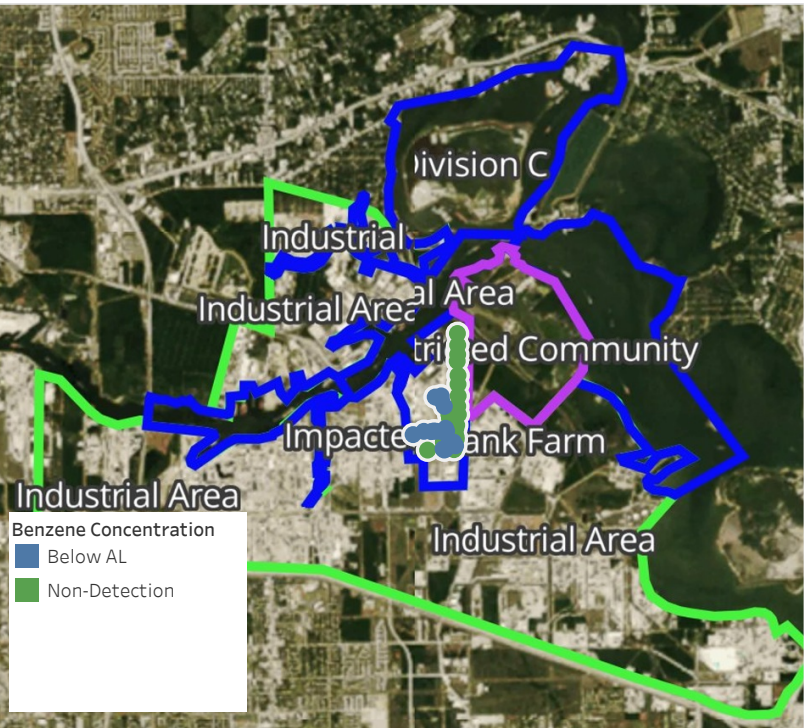 Division C
Industrial
al Area
Industrial Area
tricted Community
Impacte
ank Farm
Industrial Area
Industrial Area
Benzene Concentration
Below AL
Non-Detection